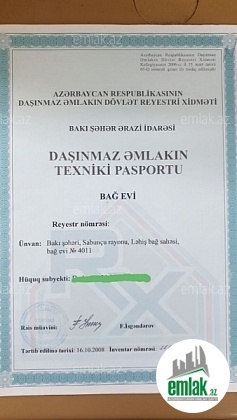 Azərbaycan Respublikasının Daşınmaz
Əmlakın Dövlət Reyestri Xidməti
AZƏRBAYCAN RESPUBLİKASININ
DAŞINMAZ ƏMLAKIN DÖVLƏT REYESTRİ XİDMƏTİ
BAKI ŞƏHƏR ƏRAZİ İDARƏSİ
DAŞINMAZ ƏMLAKIN
TEXNİKİ PASPORTU
BAĞ EVİ
Reyestr nömrəsi:
Ünvan: Bakı şəhəri, Sabunçu rayonu, Ləhiş bağ sahəsi,
bağ evi № 4011
Hüquq subyekti:
Rəis müavini: F.İsgəndərov
Tərtib edilmə tarixi: 16.10.2008 İnventar nömrəsi:
emlak.az